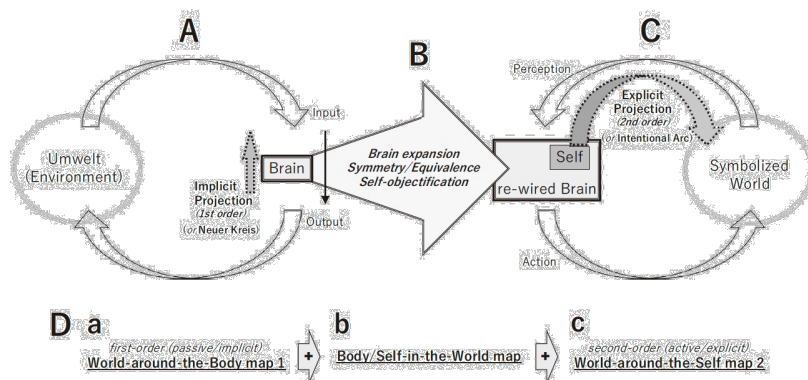 A
B
C
Perception
Input
Explicit
Projection
(2nd order)
(or Intentional Arc)
Umwelt
(Environment)
Implicit
Projection
(1st order)
(or Neuer Kreis)
Brain
Brain expansion
Symmetry/Equivalence
Self-objectification
Self
re-wired Brain
Symbolized
World
Output
Action
D
a
first-order (passive/implicit)
World-around-the-Body map 1
+
b
Body/Self-in-the-World map
+
c
second-order (active/explicit)
World-around-the-Self map 2